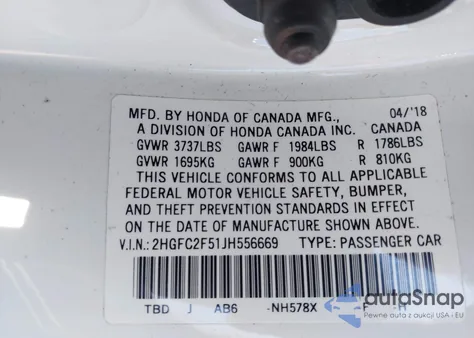 MFD. BY HONDA OF CANADA MFG., 04/'18
A DIVISION OF HONDA CANADA INC. CANADA
GVWR 3737LBS GAWR F 1984LBS R 1786LBS
GVWR 1695KG GAWR F 900KG R 810KG
THIS VEHICLE CONFORMS TO ALL APPLICABLE
FEDERAL MOTOR VEHICLE SAFETY, BUMPER,
AND THEFT PREVENTION STANDARDS IN EFFECT
ON THE DATE OF MANUFACTURE SHOWN ABOVE.
V.I.N: 2HGFC2F51JH556669 TYPE: PASSENGER CAR
TBD J AB6 -NH578X F -H
autoSnap
Pewne auta z aukcji USA - EU